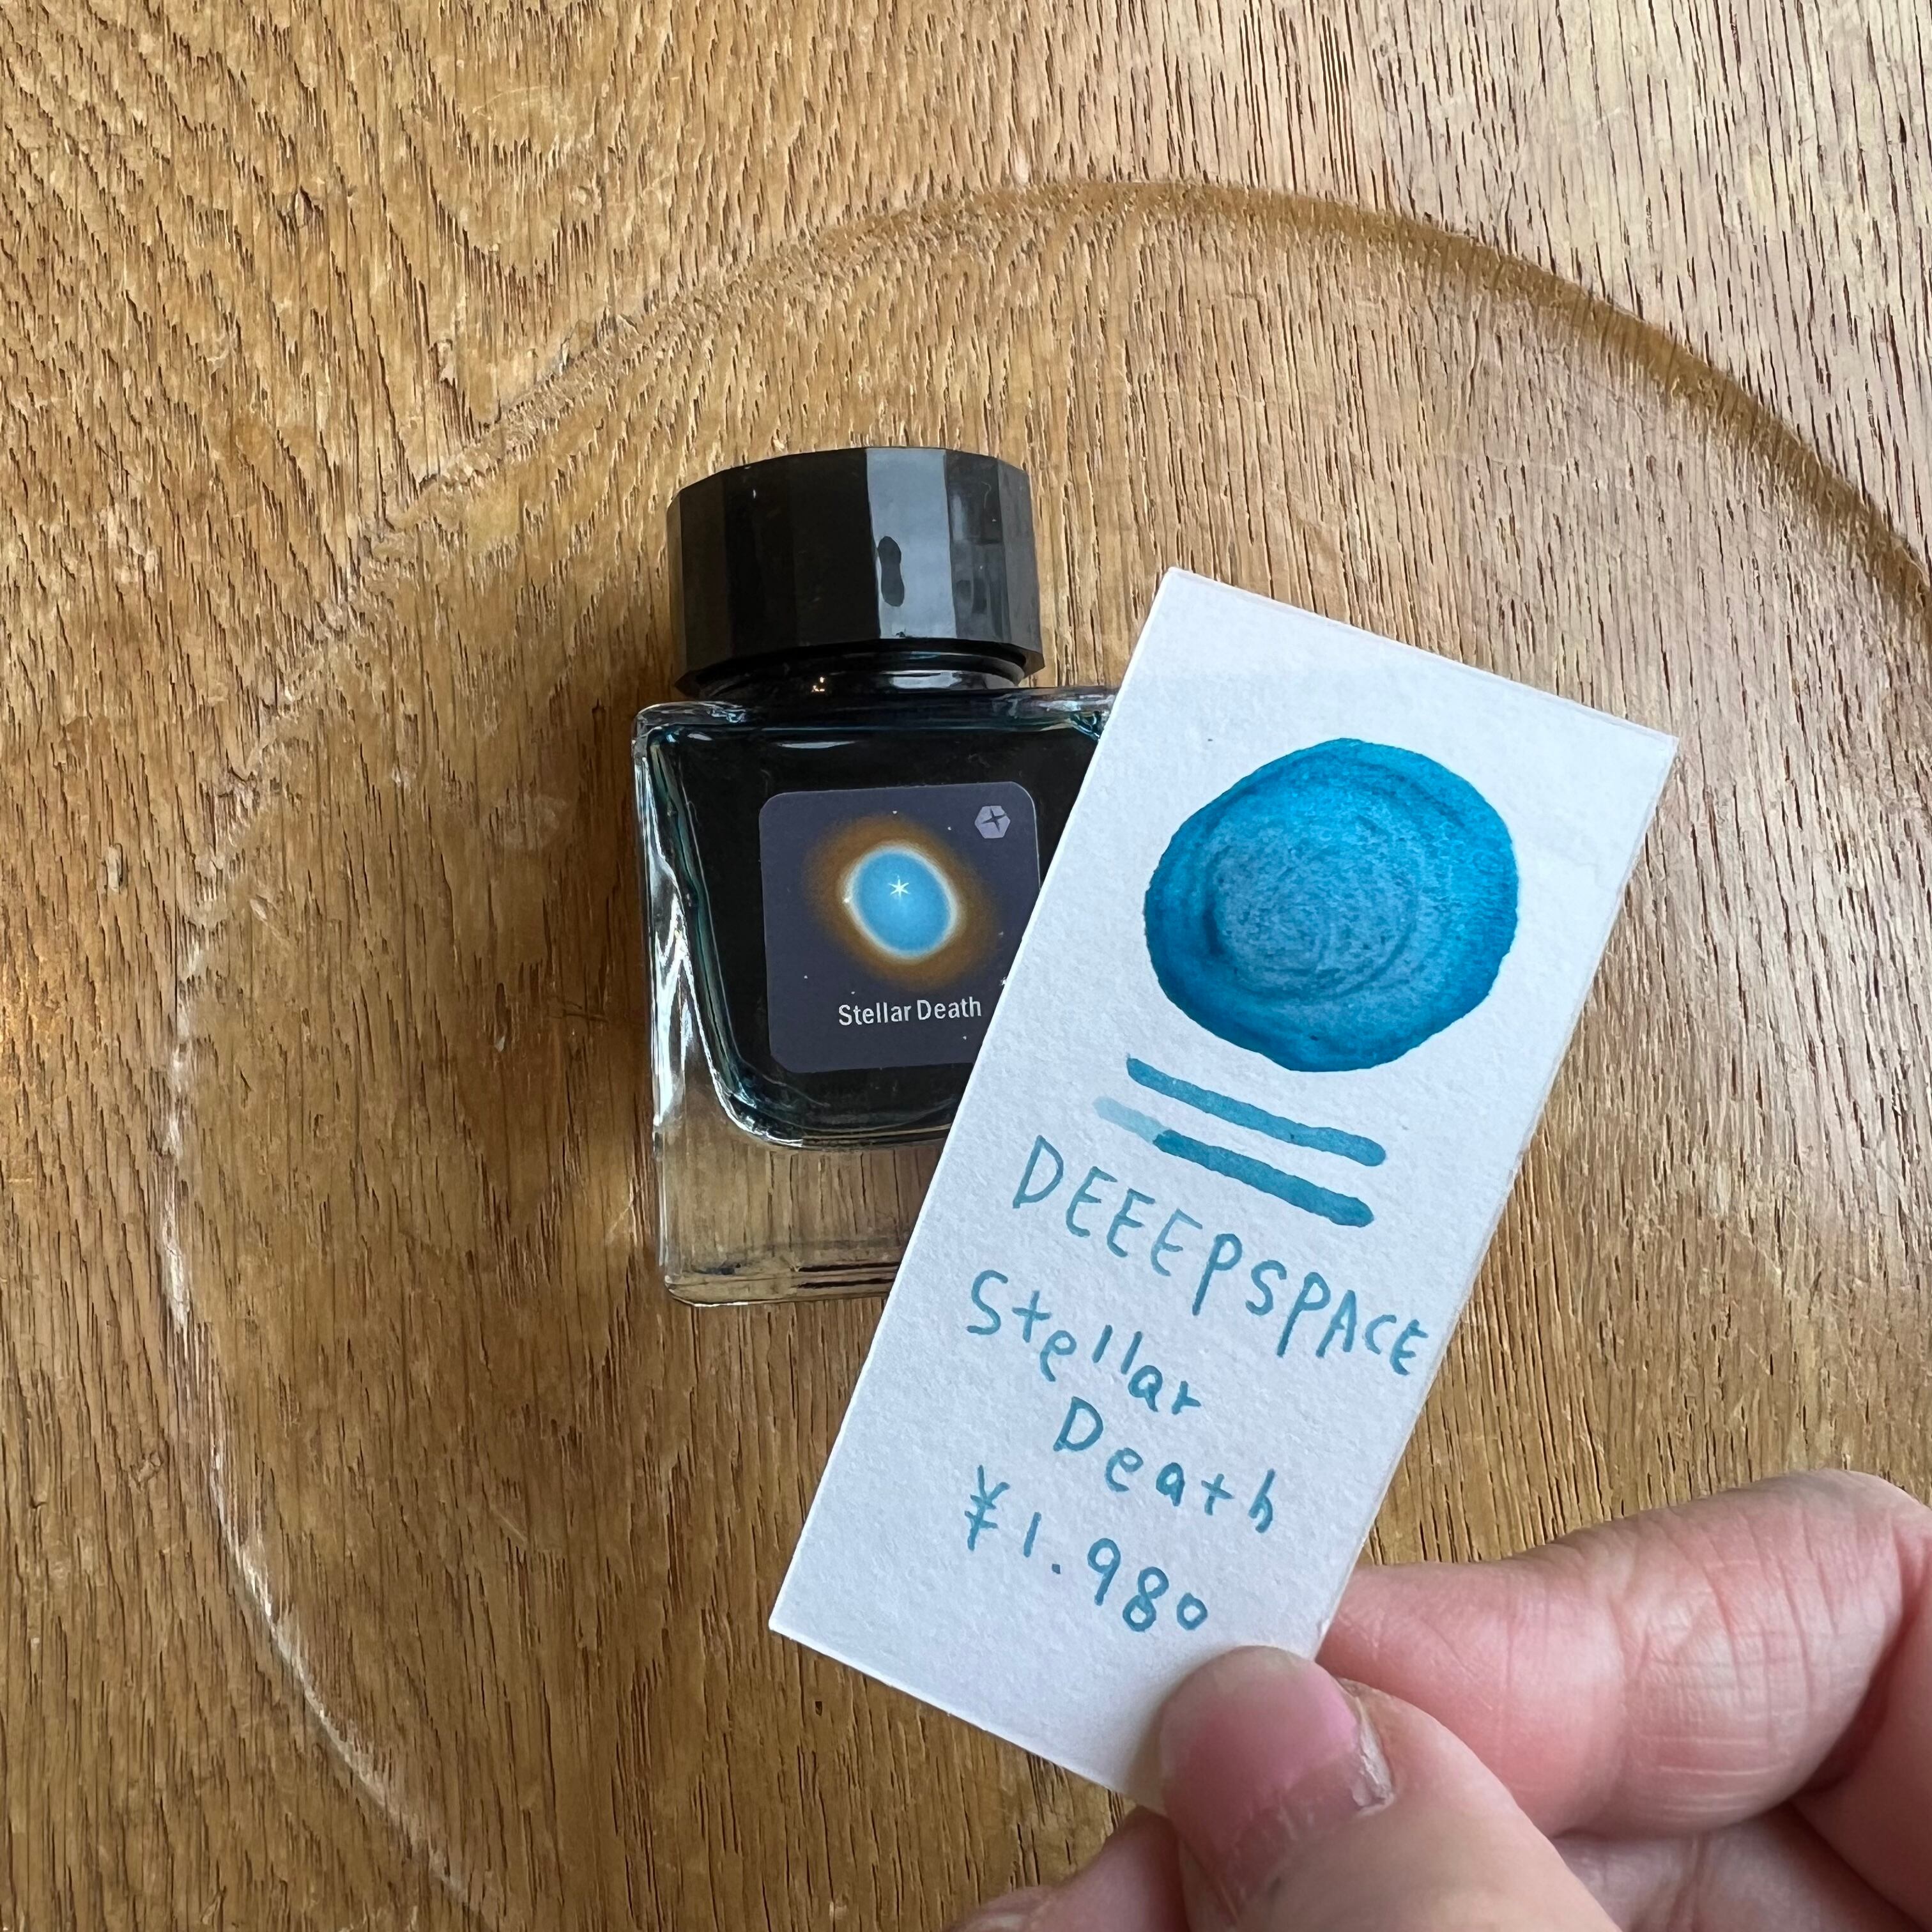 Stellar Death
DEEEPSPACE
Stellar
Death
¥1.980